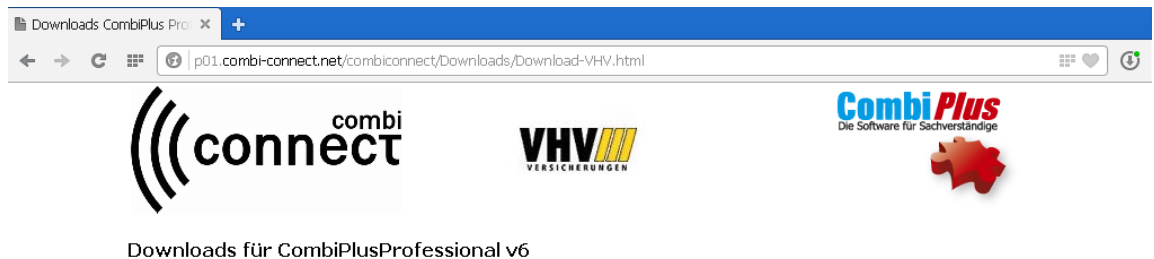 Downloads CombiPlus Pro
p01.combi-connect.net/combiconnect/Downloads/Download-VHV.html
combi
connect
VHV
VERSICHERUNGEN
CombiPlus
Die Software für Sachverständige
Downloads für CombiPlusProfessional v6